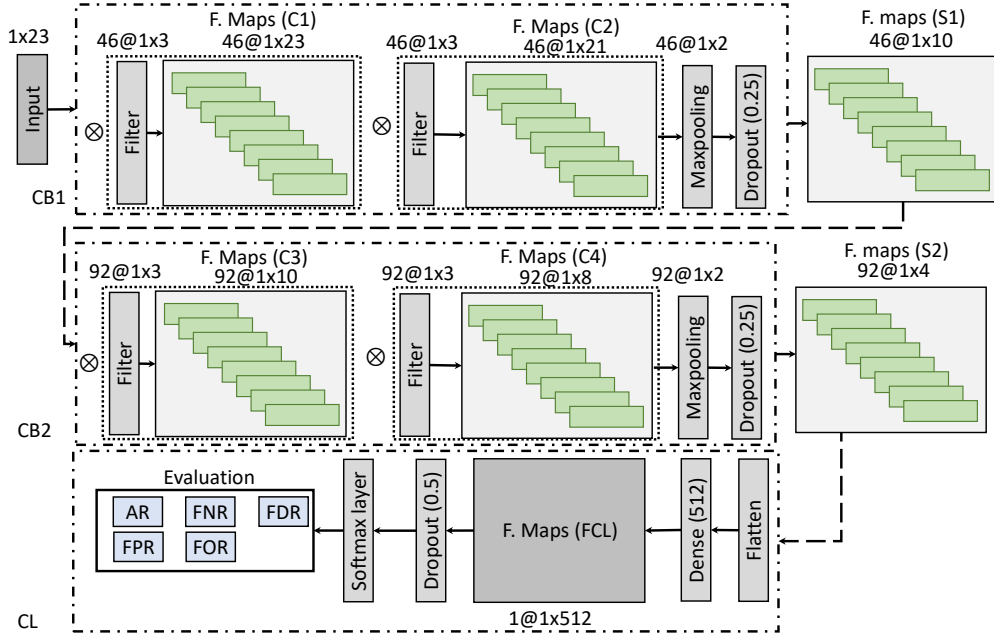 F. Maps (C1)
F. Maps (C2)
F. maps (S1)
1x23
46@1x3
46@1x23
46@1x3
46@1x21
46@1x2
46@1x10
Input
Filter
Filter
Maxpooling
Dropout (0.25)
CB1
F. Maps (C3)
F. Maps (C4)
F. maps (S2)
92@1x3
92@1x10
92@1x3
92@1x8
92@1x2
92@1x4
Filter
Filter
Maxpooling
Dropout (0.25)
CB2
Evaluation
AR
FNR
FDR
FPR
FOR
Softmax layer
Dropout (0.5)
F. Maps (FCL)
Dense (512)
Flatten
1@1x512
CL